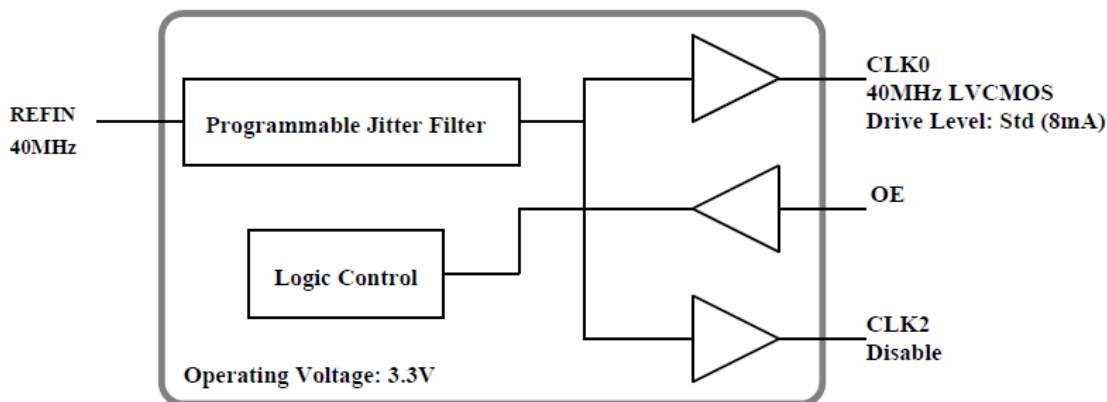 REFIN
40MHz
Programmable Jitter Filter
Logic Control
Operating Voltage: 3.3V
CLK0
40MHz LVCMOS
Drive Level: Std (8mA)
OE
CLK2
Disable